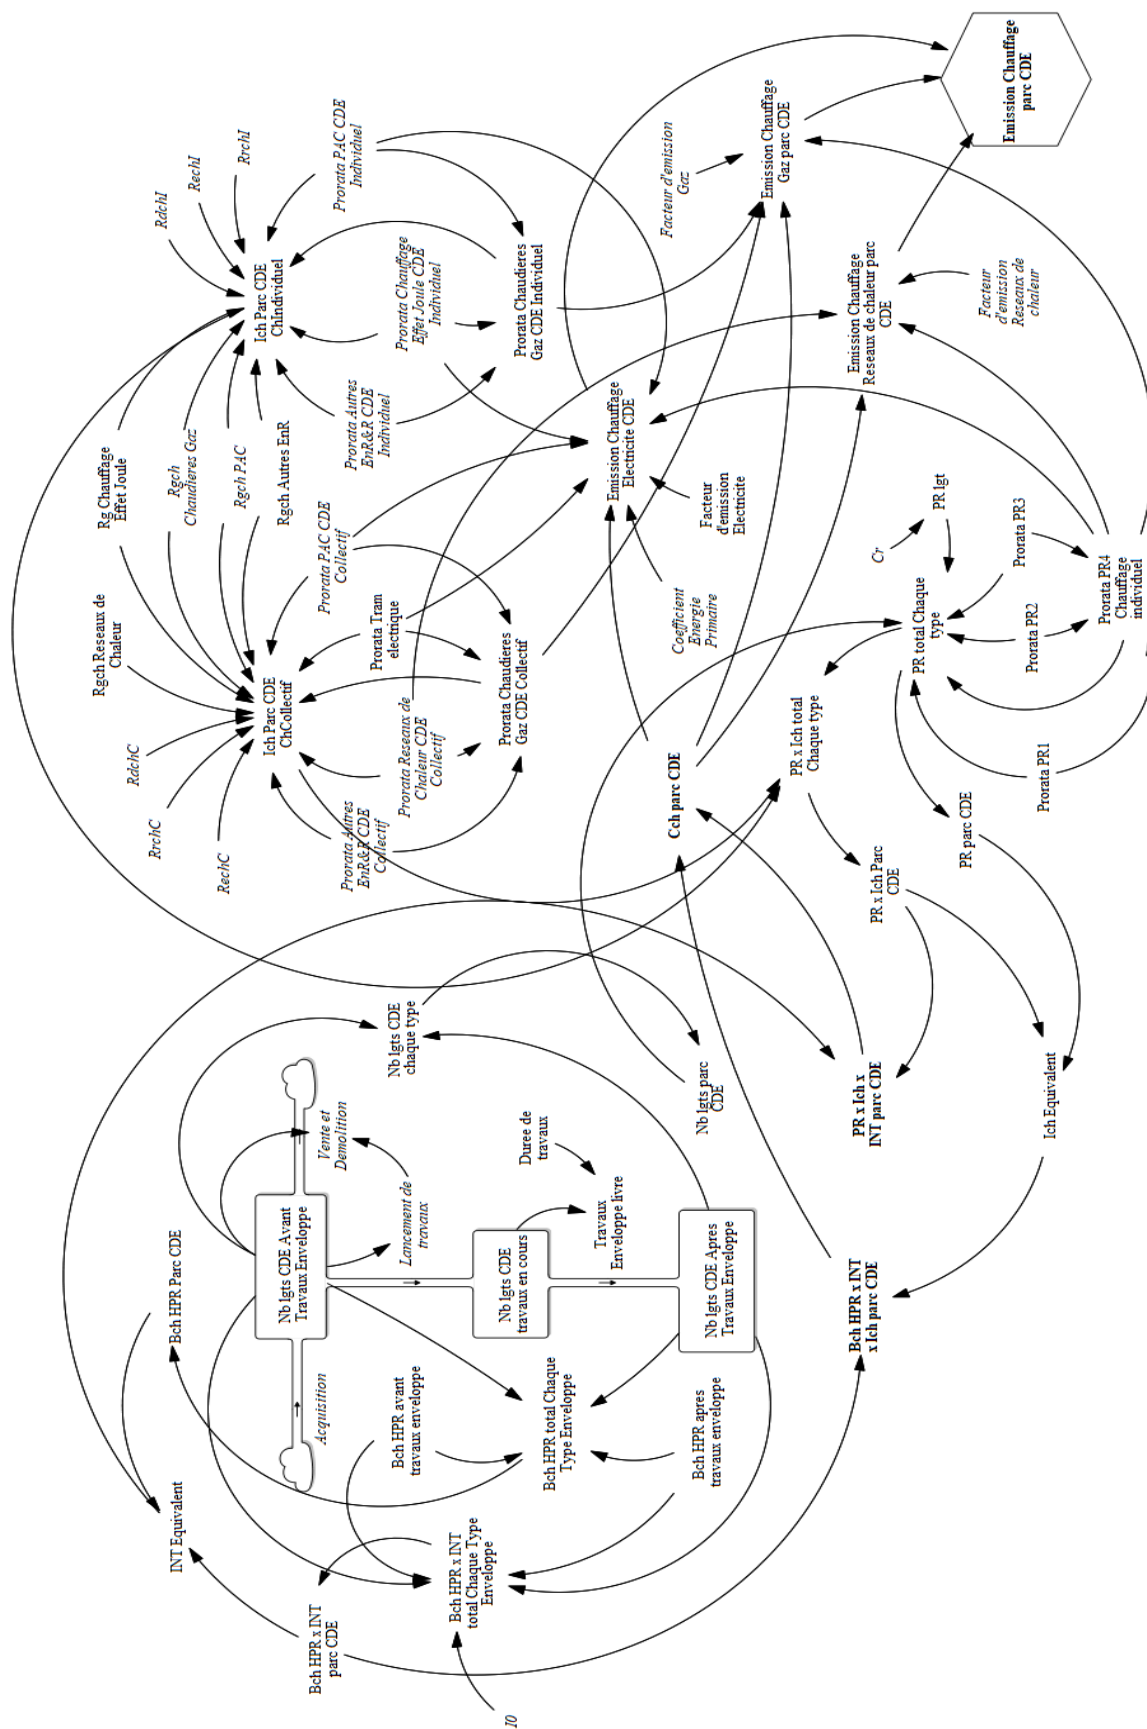 I0
Bch HPR x INT
parc CDE
INT Equivalent
Bch HPR Parc CDE
Bch HPR x INT
total Chaque Type
Enveloppe
Bch HPR avant
travaux enveloppe
Acquisition
Bch HPR total Chaque
Type Enveloppe
Bch HPR apres
travaux enveloppe
Nb lgts CDE Avant
Travaux Enveloppe
Vente et
Demolition
Lancement de
travaux
Nb lgts CDE
travaux en cours
Duree de
travaux
Travaux
Enveloppe livre
Nb lgts CDE Apres
Travaux Enveloppe
Nb lgts CDE
chaque type
Nb lgts parc
CDE
Bch HPR x INT
x Ich parc CDE
PR x Ich x
INT parc CDE
Ich Equivalent
RechC
RrchC
RdchC
Rgch Reseaux de
Chaleur
Rg Chauffage
Effet Joule
Rgch
Chaudieres Gaz
Rgch PAC
Rgch Autres EnR
Ich Parc CDE
ChCollectif
Prorata Autres
EnR&R CDE
Collectif
Prorata Reseaux de
Chaleur CDE
Collectif
Prorata Tram
electrique
Prorata PAC CDE
Collectif
Prorata Chaudieres
Gaz CDE Collectif
RdchI
RechI
RrchI
Ich Parc CDE
ChIndividuel
Prorata PAC CDE
Individuel
Prorata Chauffage
Effet Joule CDE
Individuel
Prorata Autres
EnR&R CDE
Individuel
Prorata Chaudieres
Gaz CDE Individuel
Cch parc CDE
Coefficient
Energie
Primaire
Facteur
d'emission
Electricite
Emission Chauffage
Electricite CDE
Facteur d'emission
Gaz
Emission Chauffage
Gaz parc CDE
Emission Chauffage
Reseaux de chaleur parc
CDE
Facteur
d'emission
Reseaux de
chaleur
Emission Chauffage
parc CDE
PR x Ich total
Chaque type
PR x Ich Parc
CDE
PR parc CDE
PR total Chaque
type
Cr
PR lgt
Prorata PR1
Prorata PR2
Prorata PR3
Prorata PR4
Chauffage
individuel